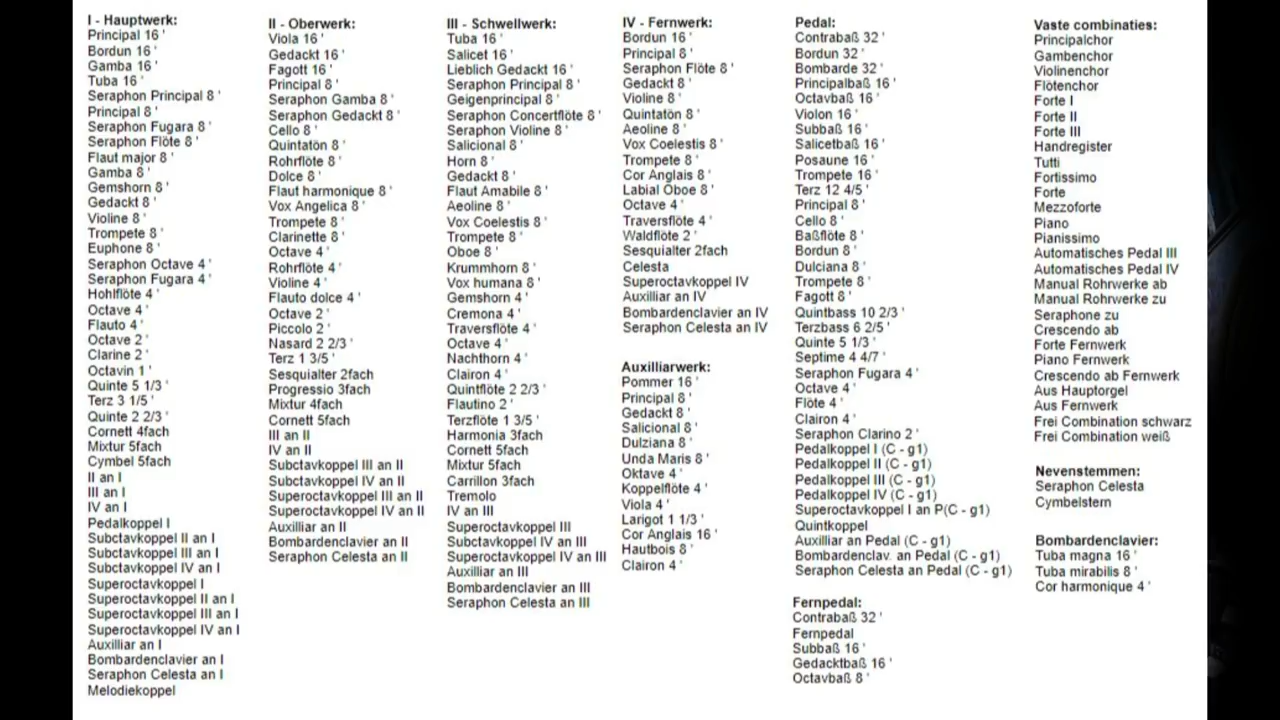 I - Hauptwerk:
Principal 16 '
Bordun 16 '
Gamba 16 '
Tuba 16 '
Seraphon Principal 8 '
Principal 8 '
Seraphon Fugara 8 '
Seraphon Flöte 8 '
Flaut major 8 '
Gamba 8 '
Gemshorn 8 '
Gedackt 8 '
Violine 8 '
Trompete 8 '
Euphone 8 '
Seraphon Octave 4 '
Seraphon Fugara 4 '
Hohlflöte 4 '
Octave 4 '
Flauto 4 '
Octave 2 '
Clarine 2 '
Octavin 1 '
Quinte 5 1/3 '
Terz 3 1/5 '
Quinte 2 2/3 '
Cornett 4fach
Mixtur 5fach
Cymbel 5fach
II an I
III an I
IV an I
Pedalkoppel I
Subctavkoppel II an I
Subctavkoppel III an I
Subctavkoppel IV an I
Superoctavkoppel I
Superoctavkoppel II an I
Superoctavkoppel III an I
Superoctavkoppel IV an I
Auxilliar an I
Bombardenclavier an I
Seraphon Celesta an I
Melodiekoppel
II - Oberwerk:
Viola 16 '
Gedackt 16 '
Fagott 16 '
Principal 8 '
Seraphon Gamba 8 '
Seraphon Gedackt 8 '
Cello 8 '
Quintatön 8 '
Rohrflöte 8 '
Dolce 8 '
Flaut harmonique 8 '
Vox Angelica 8 '
Trompete 8 '
Clarinette 8 '
Octave 4 '
Rohrflöte 4 '
Violine 4 '
Flauto dolce 4 '
Octave 2 '
Piccolo 2 '
Nasard 2 2/3 '
Terz 1 3/5 '
Sesquialter 2fach
Progressio 3fach
Mixtur 4fach
Cornett 5fach
III an II
IV an II
Subctavkoppel III an II
Subctavkoppel IV an II
Superoctavkoppel III an II
Superoctavkoppel IV an II
Auxilliar an II
Bombardenclavier an II
Seraphon Celesta an II
III - Schwellwerk:
Tuba 16 '
Salicet 16 '
Lieblich Gedackt 16 '
Seraphon Principal 8 '
Geigenprincipal 8 '
Seraphon Concertflöte 8 '
Seraphon Violine 8 '
Salicional 8 '
Horn 8 '
Gedackt 8 '
Flaut Amabile 8 '
Aeoline 8 '
Vox Coelestis 8 '
Trompete 8 '
Oboe 8 '
Krummhorn 8 '
Vox humana 8 '
Gemshorn 4 '
Cremona 4 '
Traversflöte 4 '
Octave 4 '
Nachthorn 4 '
Clairon 4 '
Quintflöte 2 2/3 '
Flautino 2 '
Terzflöte 1 3/5 '
Harmonia 3fach
Cornett 5fach
Mixtur 5fach
Carrillon 3fach
Tremolo
IV an III
Superoctavkoppel III
Subctavkoppel IV an III
Superoctavkoppel IV an III
Auxilliar an III
Bombardenclavier an III
Seraphon Celesta an III
IV - Fernwerk:
Bordun 16 '
Principal 8 '
Seraphon Flöte 8 '
Gedackt 8 '
Violine 8 '
Quintatön 8 '
Aeoline 8 '
Vox Coelestis 8 '
Trompete 8 '
Cor Anglais 8 '
Labial Oboe 8 '
Octave 4 '
Traversflöte 4 '
Waldflöte 2 '
Sesquialter 2fach
Celesta
Superoctavkoppel IV
Auxilliar an IV
Bombardenclavier an IV
Seraphon Celesta an IV
Auxilliarwerk:
Pommer 16 '
Principal 8 '
Gedackt 8 '
Salicional 8 '
Dulziana 8 '
Unda Maris 8 '
Oktave 4 '
Koppelflöte 4 '
Viola 4 '
Larigot 1 1/3 '
Cor Anglais 16 '
Hautbois 8 '
Clairon 4 '
Pedal:
Contrabaß 32 '
Bordun 32 '
Bombarde 32 '
Principalbaß 16 '
Octavbaß 16 '
Violon 16 '
Subbaß 16 '
Salicetbaß 16 '
Posaune 16 '
Trompete 16 '
Terz 12 4/5 '
Principal 8 '
Cello 8 '
Baßflöte 8 '
Bordun 8 '
Dulciana 8 '
Trompete 8 '
Fagott 8 '
Quintbass 10 2/3 '
Terzbass 6 2/5 '
Quinte 5 1/3 '
Septime 4 4/7 '
Seraphon Fugara 4 '
Octave 4 '
Flöte 4 '
Clairon 4 '
Seraphon Clarino 2 '
Pedalkoppel I (C - g1)
Pedalkoppel II (C - g1)
Pedalkoppel III (C - g1)
Pedalkoppel IV (C - g1)
Superoctavkoppel I an P(C - g1)
Quintkoppel
Auxilliar an Pedal (C - g1)
Bombardenclav. an Pedal (C - g1)
Seraphon Celesta an Pedal (C - g1)
Fernpedal:
Contrabaß 32 '
Fernpedal
Subbaß 16 '
Gedacktbaß 16 '
Octavbaß 8 '
Vaste combinaties:
Principalchor
Gambenchor
Violinenchor
Flötenchor
Forte I
Forte II
Forte III
Handregister
Tutti
Fortissimo
Forte
Mezzoforte
Piano
Pianissimo
Automatisches Pedal III
Automatisches Pedal IV
Manual Rohrwerke ab
Manual Rohrwerke zu
Seraphone zu
Crescendo ab
Forte Fernwerk
Piano Fernwerk
Crescendo ab Fernwerk
Aus Hauptorgel
Aus Fernwerk
Frei Combination schwarz
Frei Combination weiß
Nevenstemmen:
Seraphon Celesta
Cymbelstern
Bombardenclavier:
Tuba magna 16 '
Tuba mirabilis 8 '
Cor harmonique 4 '